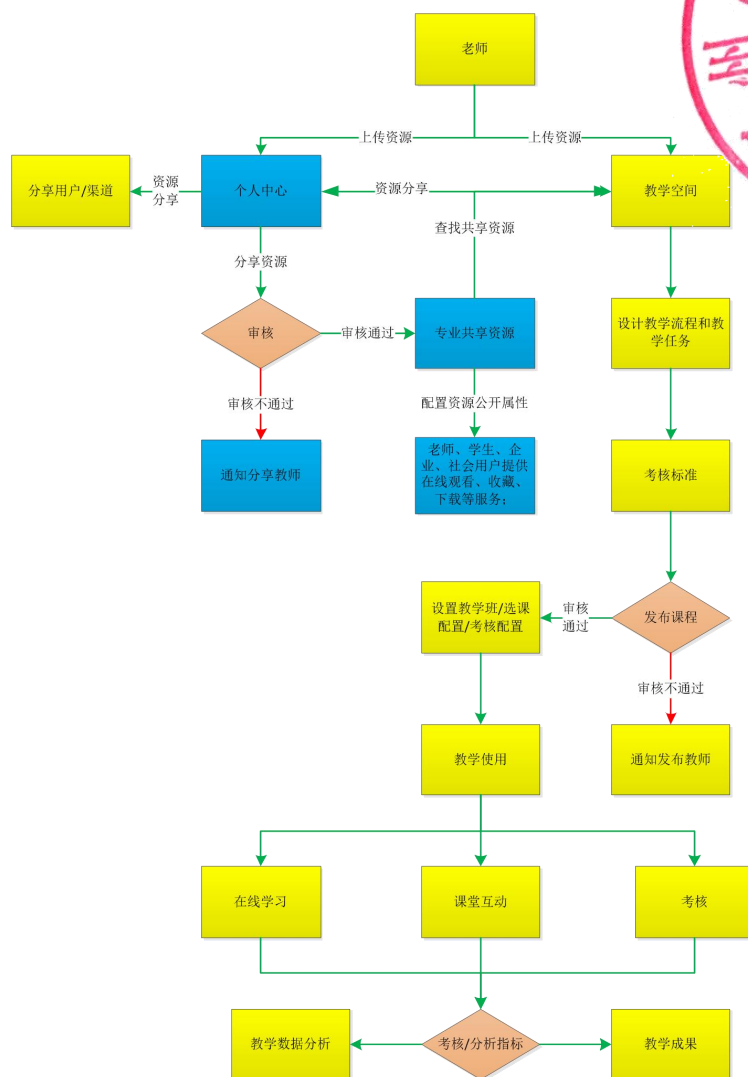 老师
上传资源
上传资源
分享用户/渠道
资源
分享
个人中心
资源分享
教学空间
查找共享资源
分享资源
审核
审核通过
专业共享资源
设计教学流程和教
学任务
审核不通过
配置资源公开属性
通知分享教师
老师、学生、企
业、社会用户提供
在线观看、收藏、
下载等服务；
考核标准
设置教学班/选课
配置/考核配置
审核
通过
发布课程
审核不通过
教学使用
通知发布教师
在线学习
课堂互动
考核
教学数据分析
考核/分析指标
教学成果